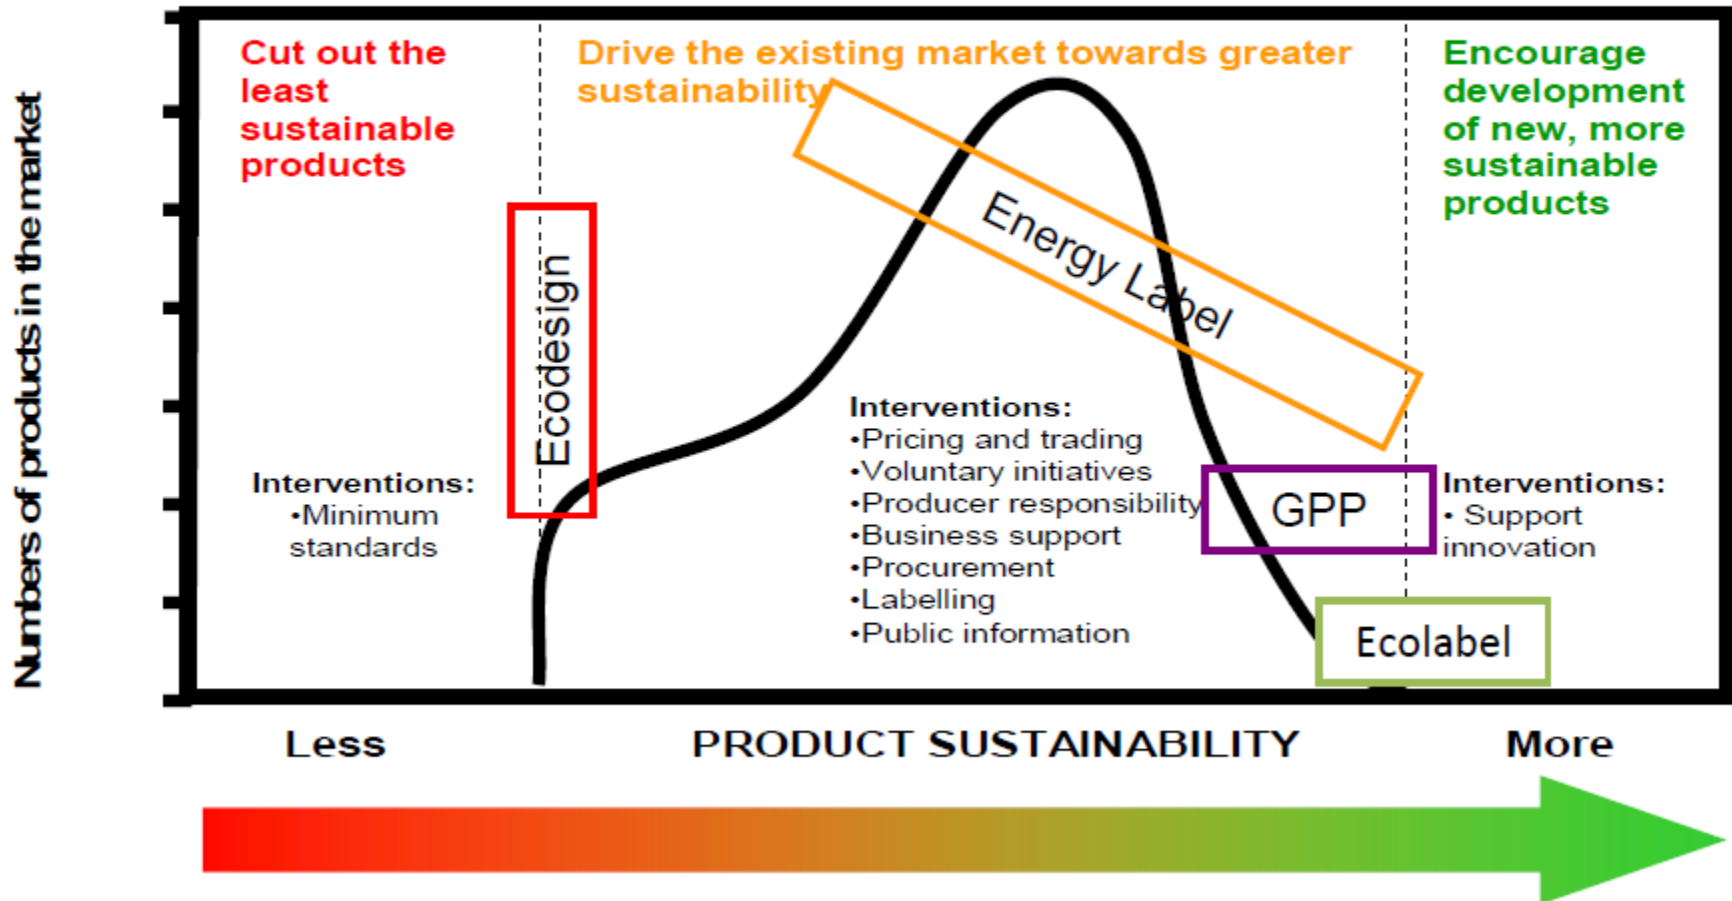 Numbers of products in the market
Cut out the
least
sustainable
products
Drive the existing market towards greater
sustainability
Encourage
development
of new, more
sustainable
products
Ecodesign
Energy Label
Interventions:
•Minimum
standards
Interventions:
•Pricing and trading
•Voluntary initiatives
•Producer responsibility
•Business support
•Procurement
•Labelling
•Public information
GPP
Interventions:
• Support
innovation
Ecolabel
Less
PRODUCT SUSTAINABILITY
More